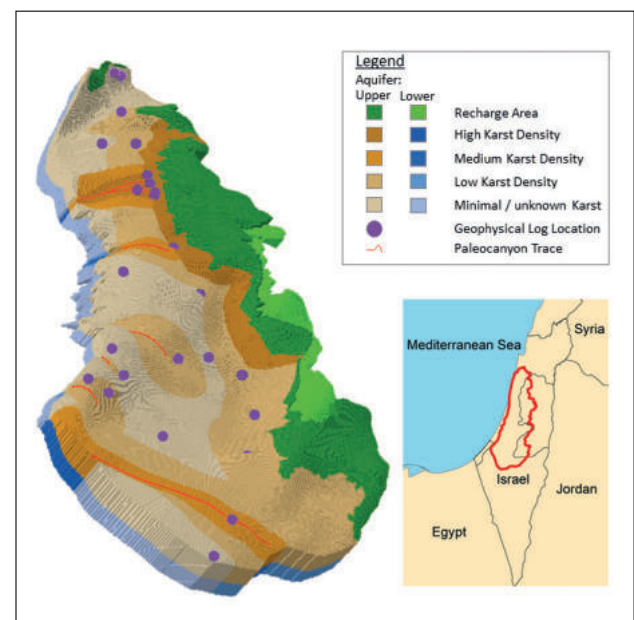 Legend
Aquifer:
Upper Lower
Recharge Area
High Karst Density
Medium Karst Density
Low Karst Density
Minimal / unknown Karst
Geophysical Log Location
Paleocanyon Trace
Mediterranean Sea
Syria
Israel
Jordan
Egypt